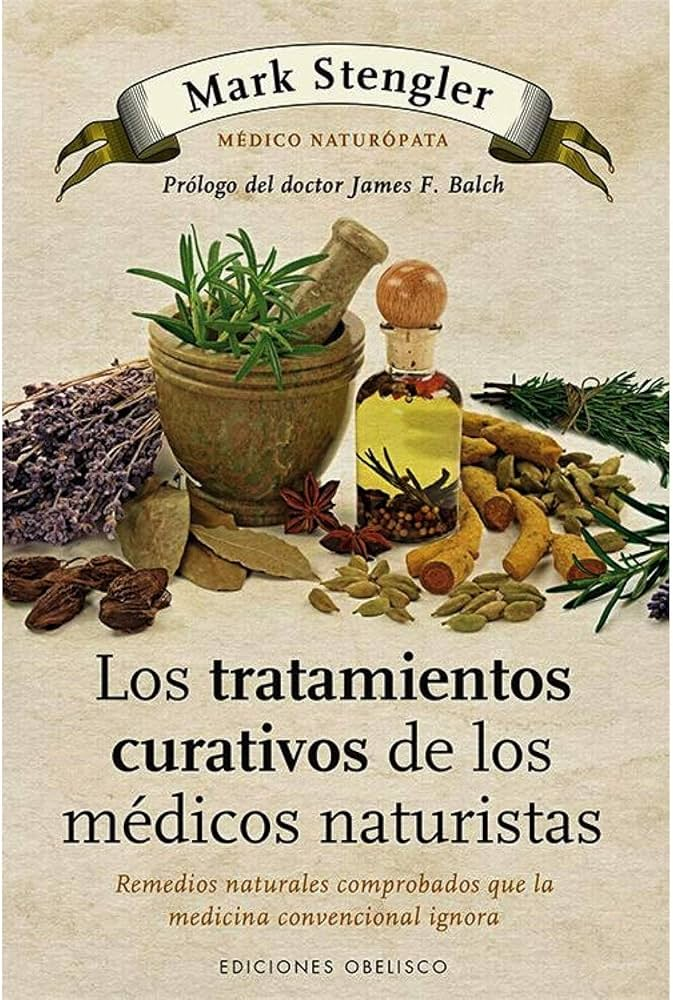 Mark Stengler
MÉDICO NATURÓPATA
Prólogo del doctor James F. Balch
Los tratamientos
curativos de los
médicos naturistas
Remedios naturales comprobados que la
medicina convencional ignora
EDICIONES OBELISCO